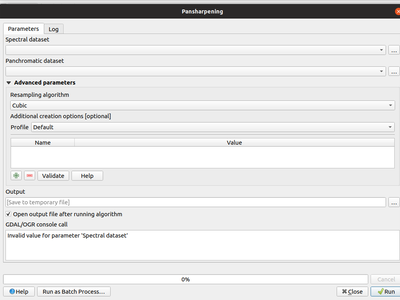 Pansharpening
Parameters
Log
Spectral dataset
...
Panchromatic dataset
...
Advanced parameters
Resampling algorithm
Cubic
Additional creation options [optional]
Profile Default
Name Value
Validate Help
Output
[Save to temporary file]
...
Open output file after running algorithm
GDAL/OGR console call
Invalid value for parameter 'Spectral dataset'
0% Cancel
Help Run as Batch Process... Close Run